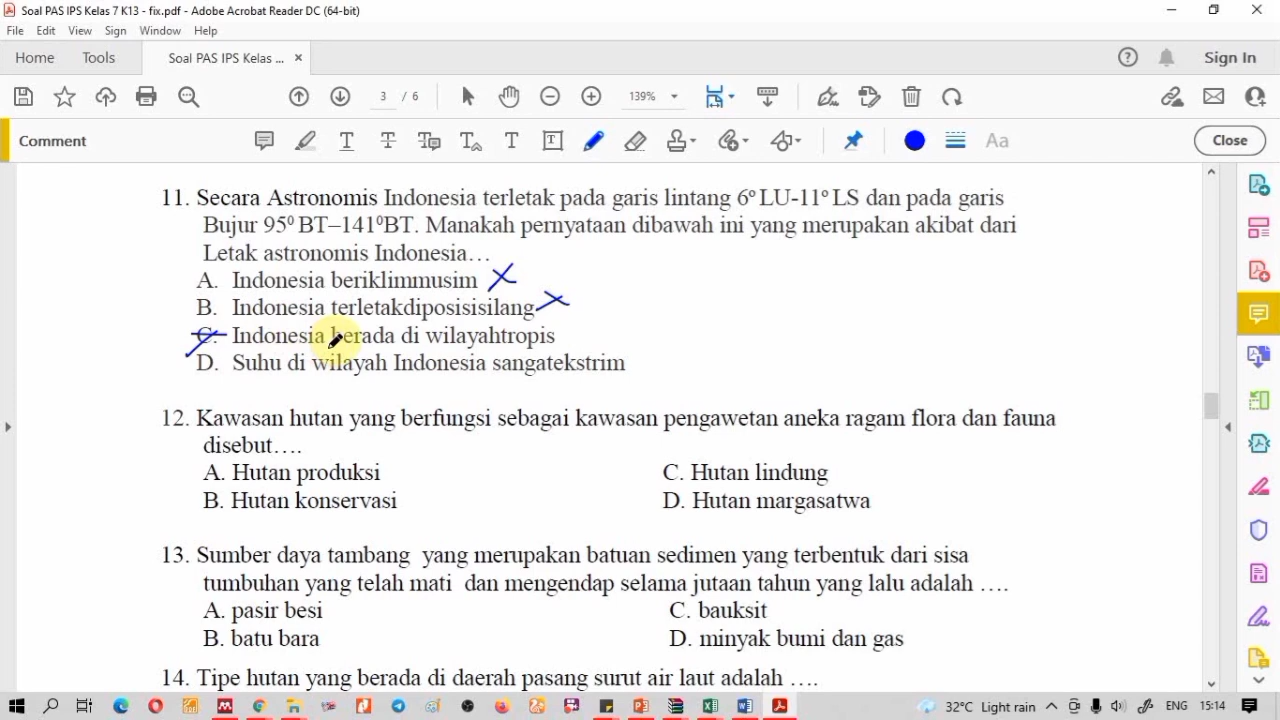 Soal PAS IPS Kelas 7 K13 - fix.pdf - Adobe Acrobat Reader DC (64-bit)
File Edit View Sign Window Help
Home Tools Soal PAS IPS Kelas ... × Sign In
3 / 6 139%
Comment Aa Close
11. Secara Astronomis Indonesia terletak pada garis lintang 6º LU-11º LS dan pada garis
Bujur 95⁰ BT–141⁰BT. Manakah pernyataan dibawah ini yang merupakan akibat dari
Letak astronomis Indonesia…
A. Indonesia beriklimmusim
B. Indonesia terletakdiposisisilang
C. Indonesia berada di wilayahtropis
D. Suhu di wilayah Indonesia sangatekstrim
12. Kawasan hutan yang berfungsi sebagai kawasan pengawetan aneka ragam flora dan fauna
disebut….
A. Hutan produksi C. Hutan lindung
B. Hutan konservasi D. Hutan margasatwa
13. Sumber daya tambang yang merupakan batuan sedimen yang terbentuk dari sisa
tumbuhan yang telah mati dan mengendap selama jutaan tahun yang lalu adalah ….
A. pasir besi C. bauksit
B. batu bara D. minyak bumi dan gas
14. Tipe hutan yang berada di daerah pasang surut air laut adalah ….
32°C Light rain ENG 15:14